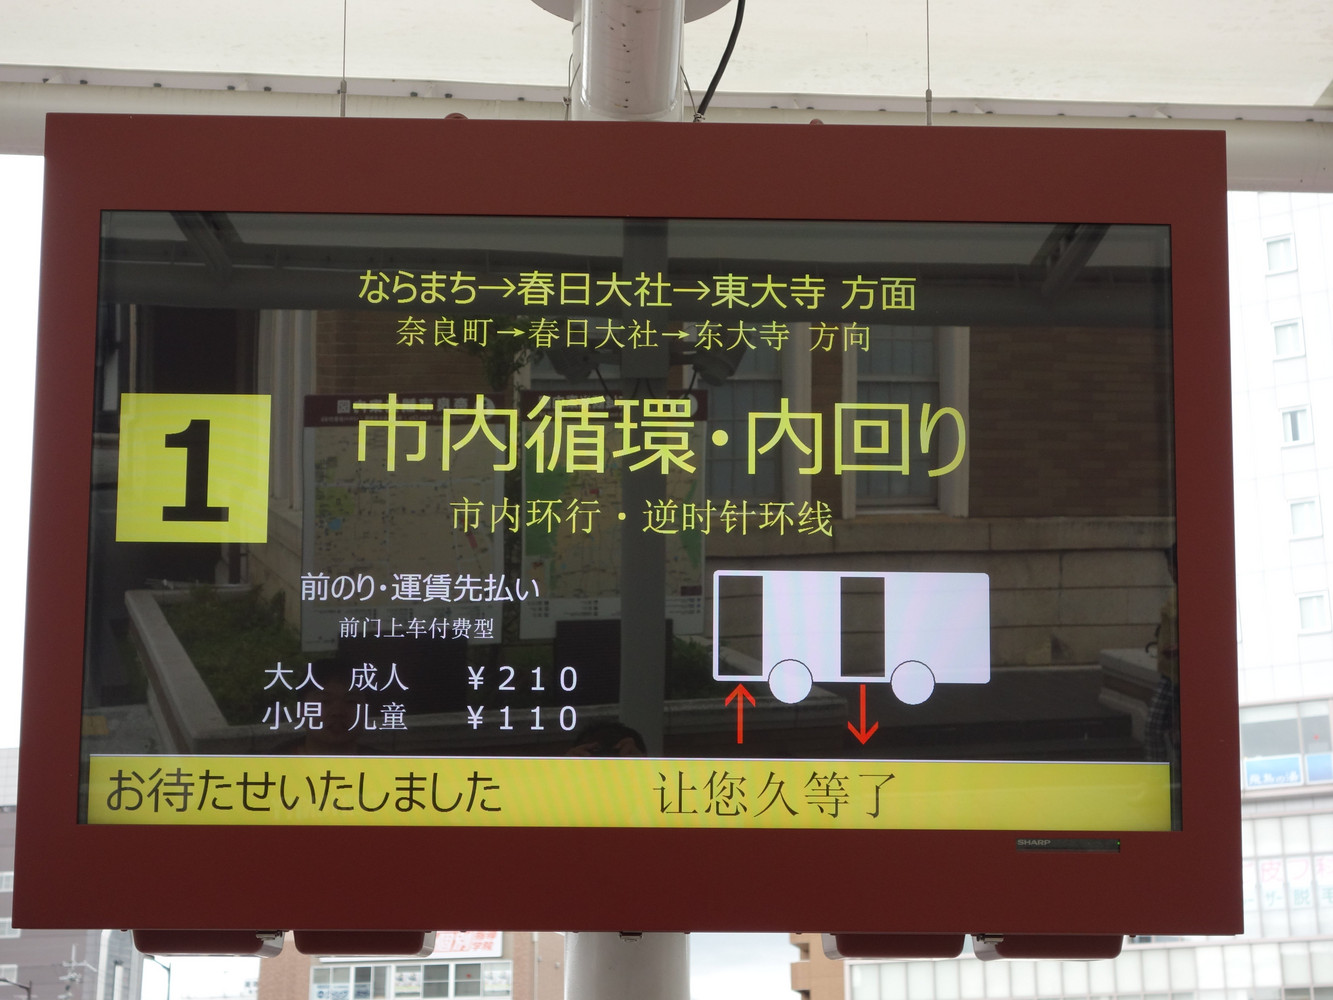 ならまち→春日大社→東大寺 方面
奈良町→春日大社→东大寺 方向
1
市内循環・内回り
市内环行・逆时针环线
前のり・運賃先払い
前门上车付费型
大人 成人 ¥210
小児 儿童 ¥110
お待たせいたしました 让您久等了
SHARP